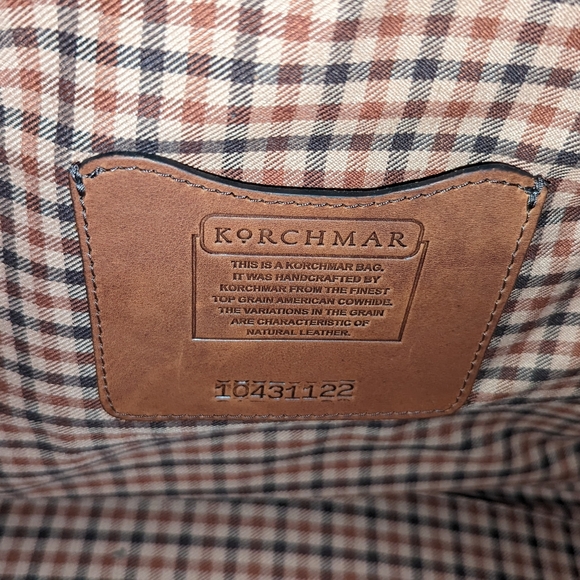 KORCHMAR
THIS IS A KORCHMAR BAG.
IT WAS HANDCRAFTED BY
KORCHMAR FROM THE FINEST
TOP GRAIN AMERICAN COWHIDE.
THE VARIATIONS IN THE GRAIN
ARE CHARACTERISTIC OF
NATURAL LEATHER.
10431122